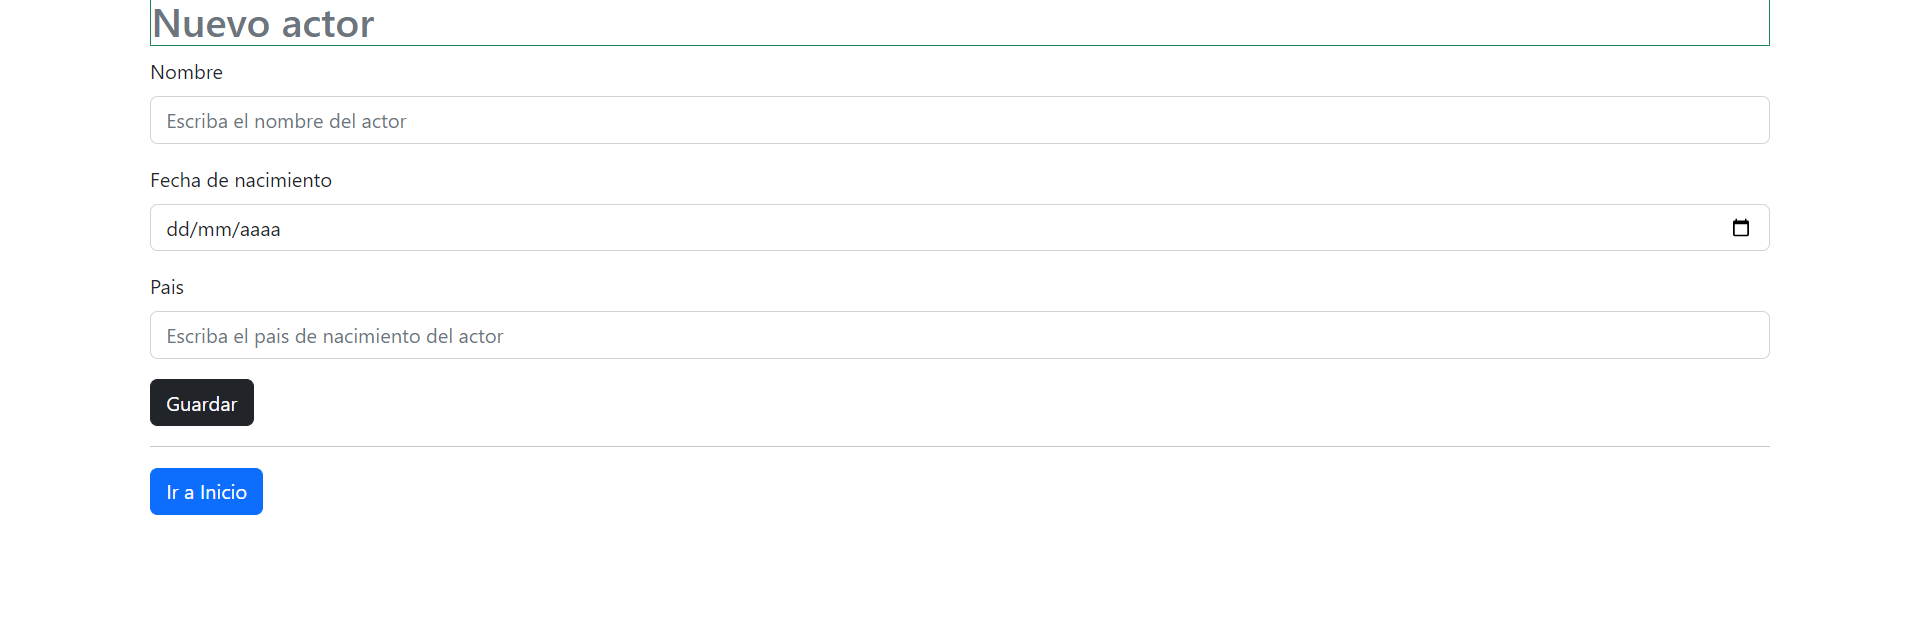 Nuevo actor
Nombre
Escriba el nombre del actor
Fecha de nacimiento
dd/mm/aaaa
Pais
Escriba el pais de nacimiento del actor
Guardar
Ir a Inicio